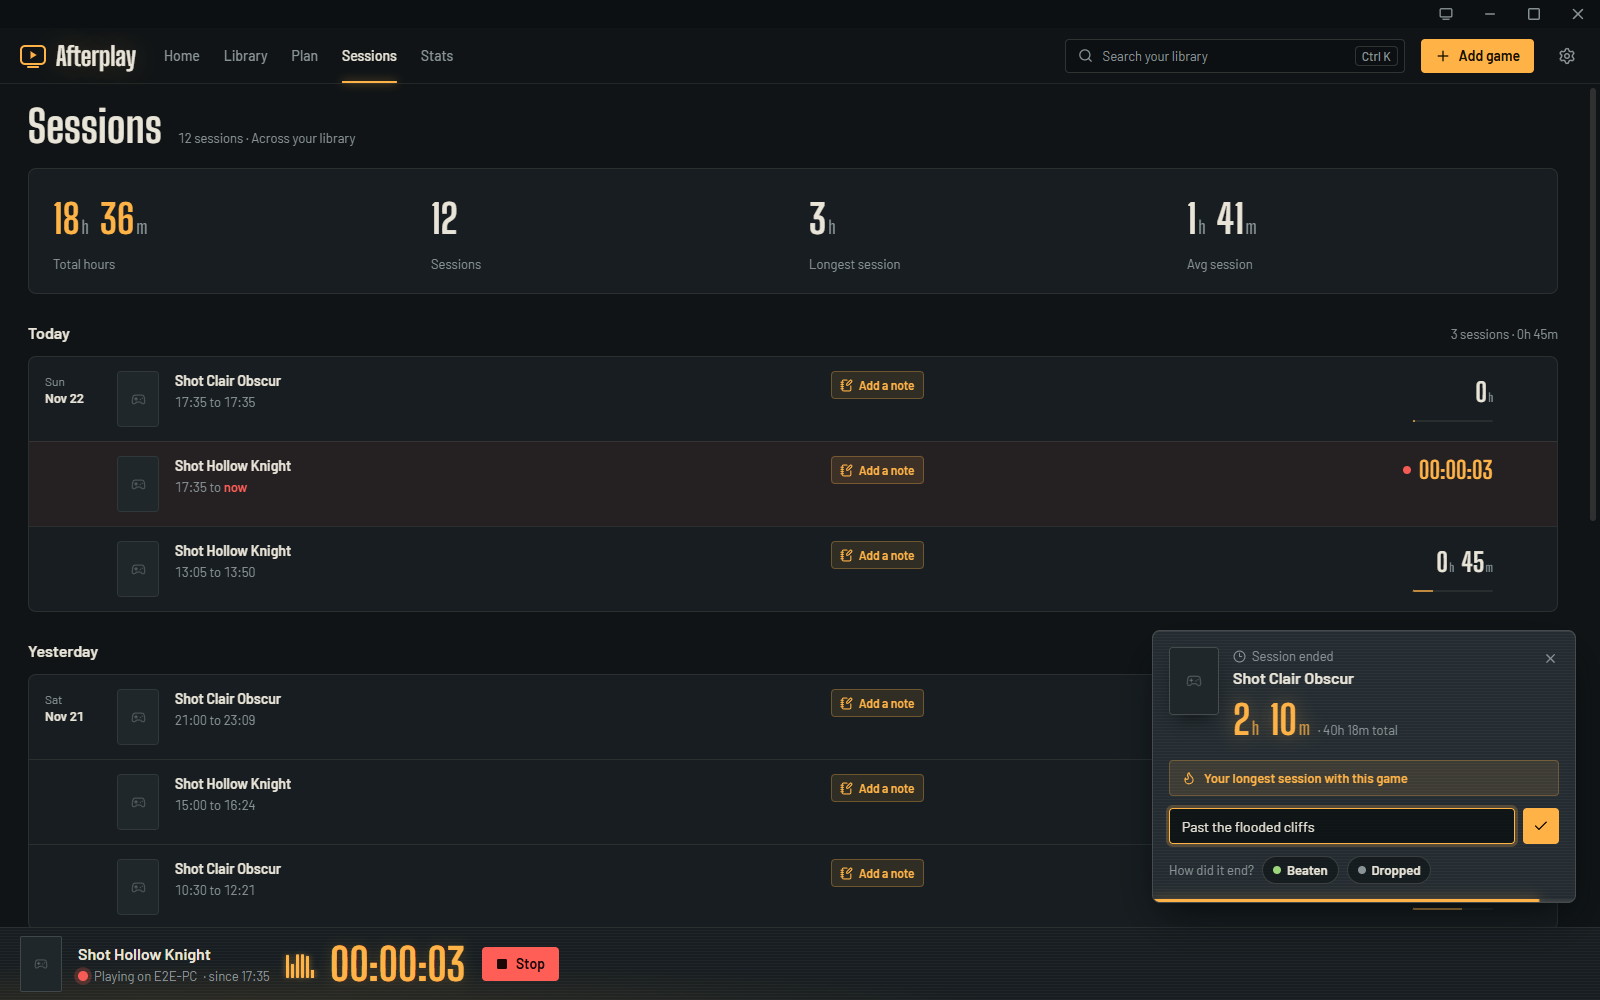 Afterplay
Home
Library
Plan
Sessions
Stats
Search your library
Ctrl K
Add game
Sessions
12 sessions · Across your library
18h 36m
Total hours
12
Sessions
3h
Longest session
1h 41m
Avg session
Today
3 sessions · 0h 45m
Sun
Nov 22
Shot Clair Obscur
17:35 to 17:35
Add a note
0h
Shot Hollow Knight
17:35 to now
Add a note
00:00:03
Shot Hollow Knight
13:05 to 13:50
Add a note
0h 45m
Yesterday
Sat
Nov 21
Shot Clair Obscur
21:00 to 23:09
Add a note
Shot Hollow Knight
15:00 to 16:24
Add a note
Shot Clair Obscur
10:30 to 12:21
Add a note
Session ended
Shot Clair Obscur
2h 10m · 40h 18m total
Your longest session with this game
Past the flooded cliffs
How did it end?
Beaten
Dropped
Shot Hollow Knight
Playing on E2E-PC · since 17:35
00:00:03
Stop